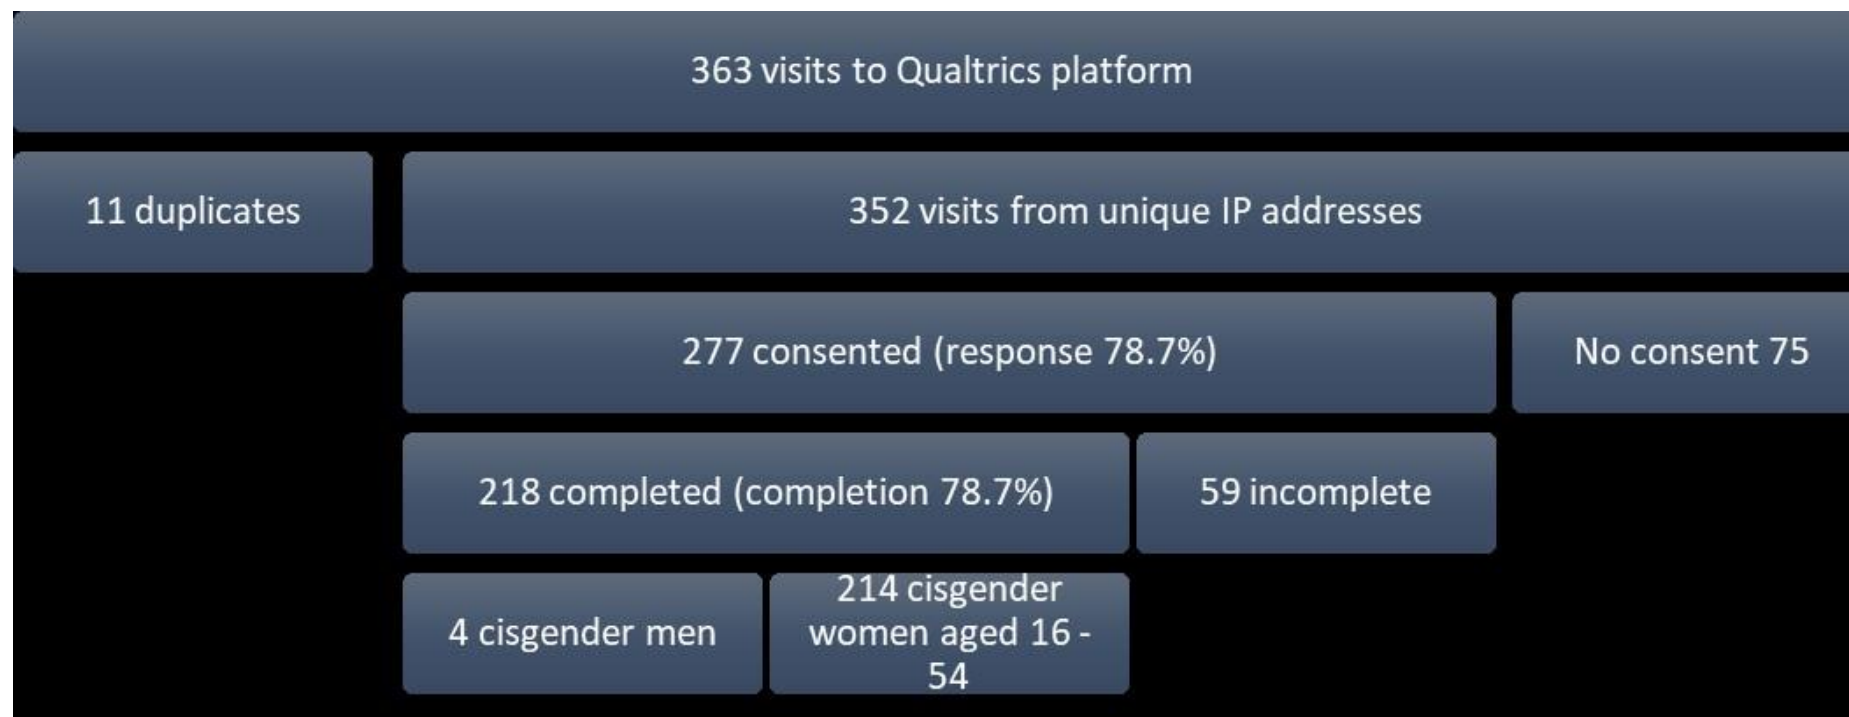 363 visits to Qualtrics platform
11 duplicates
352 visits from unique IP addresses
277 consented (response 78.7%)
No consent 75
218 completed (completion 78.7%)
59 incomplete
4 cisgender men
214 cisgender
women aged 16 -
54